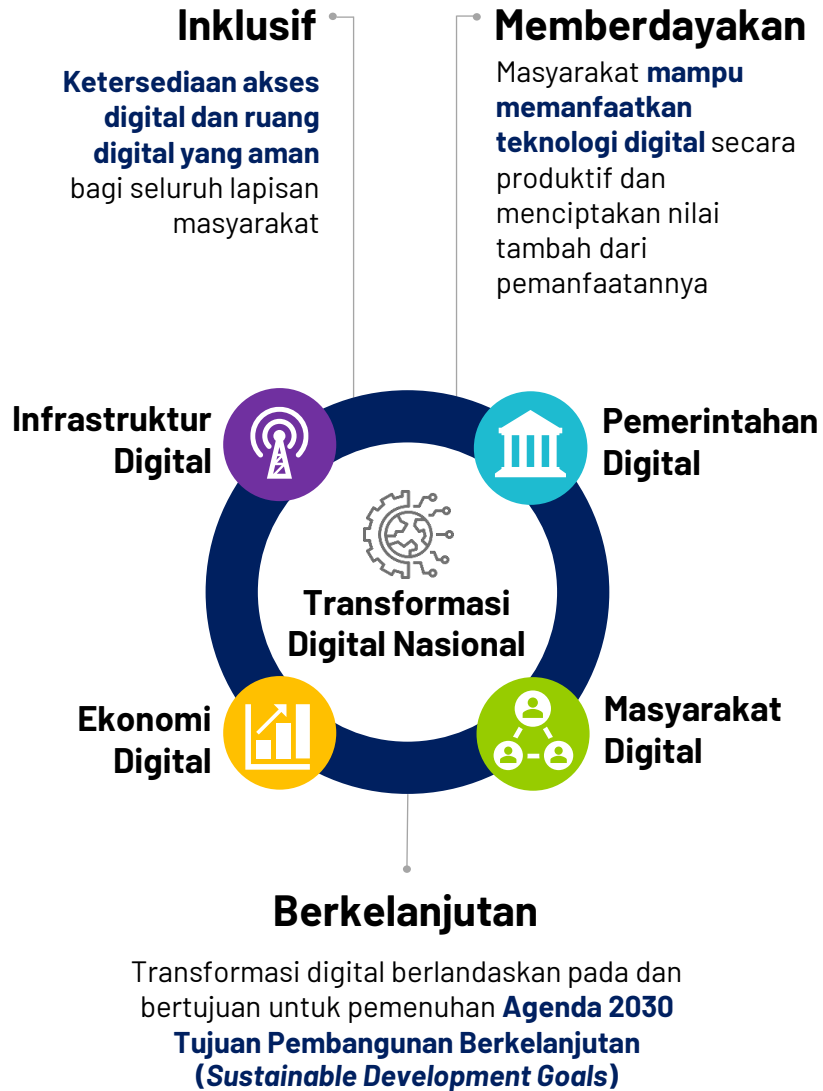 Inklusif
Ketersediaan akses
digital dan ruang
digital yang aman
bagi seluruh lapisan
masyarakat
Memberdayakan
Masyarakat mampu
memanfaatkan
teknologi digital secara
produktif dan
menciptakan nilai
tambah dari
pemanfaatannya
Infrastruktur
Digital
Pemerintahan
Digital
Transformasi
Digital Nasional
Ekonomi
Digital
Masyarakat
Digital
Berkelanjutan
Transformasi digital berlandaskan pada dan
bertujuan untuk pemenuhan Agenda 2030
Tujuan Pembangunan Berkelanjutan
(Sustainable Development Goals)